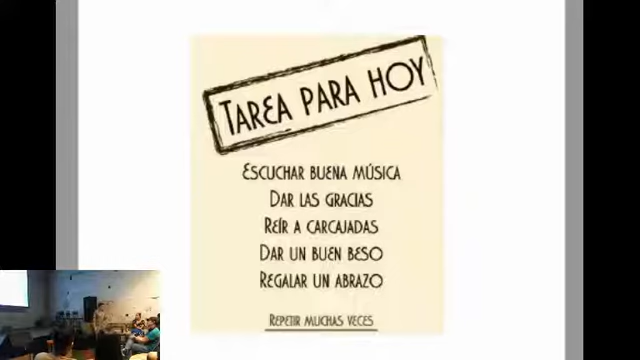 TAREA PARA HOY
ESCUCHAR BUENA MÚSICA
DAR LAS GRACIAS
REÍR A CARCAJADAS
DAR UN BUEN BESO
REGALAR UN ABRAZO
REPETIR MUCHAS VECES